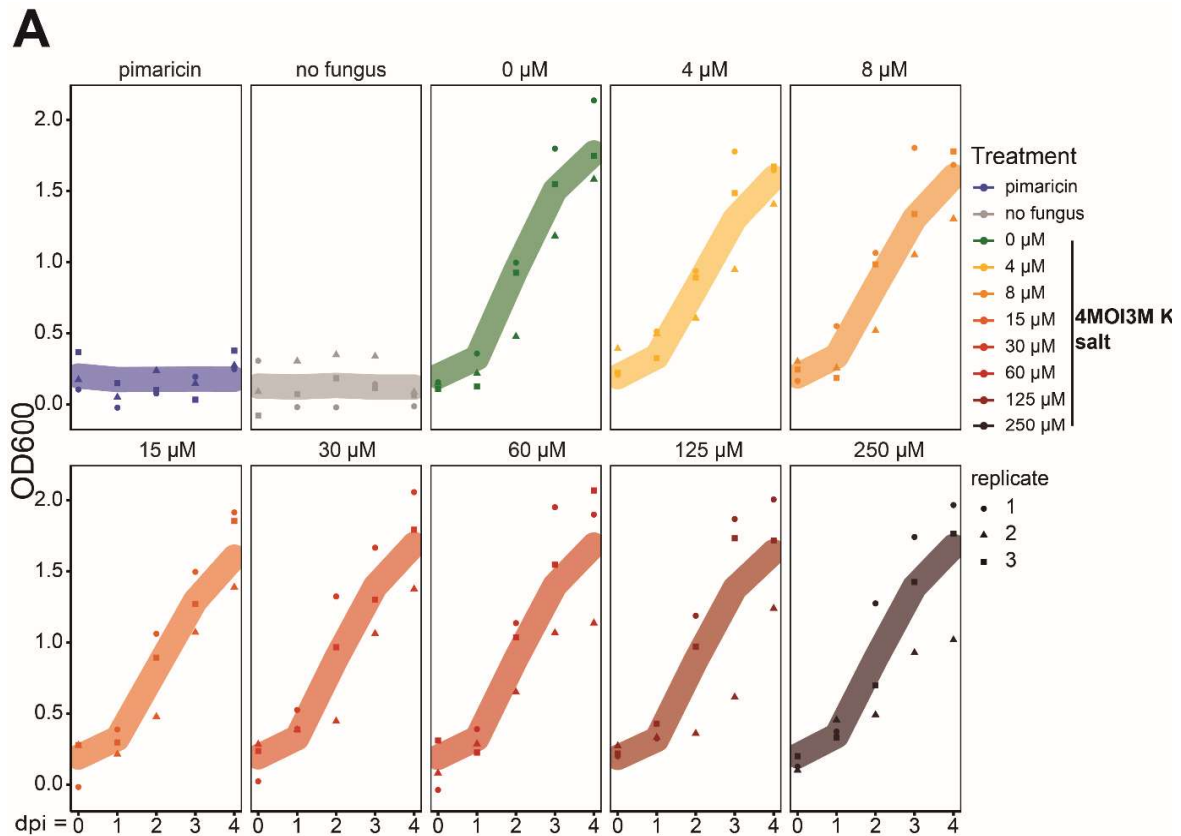 A
pimaricin no fungus 0 µM 4 µM 8 µM
2.0
1.5
1.0
0.5
0.0
OD600
15 µM 30 µM 60 µM 125 µM 250 µM
2.0
1.5
1.0
0.5
0.0
dpi = 0 1 2 3 4 0 1 2 3 4 0 1 2 3 4 0 1 2 3 4 0 1 2 3 4
Treatment
pimaricin
no fungus
0 µM
4 µM
8 µM
15 µM
30 µM
60 µM
125 µM
250 µM
4MOI3M K
salt
replicate
1
2
3